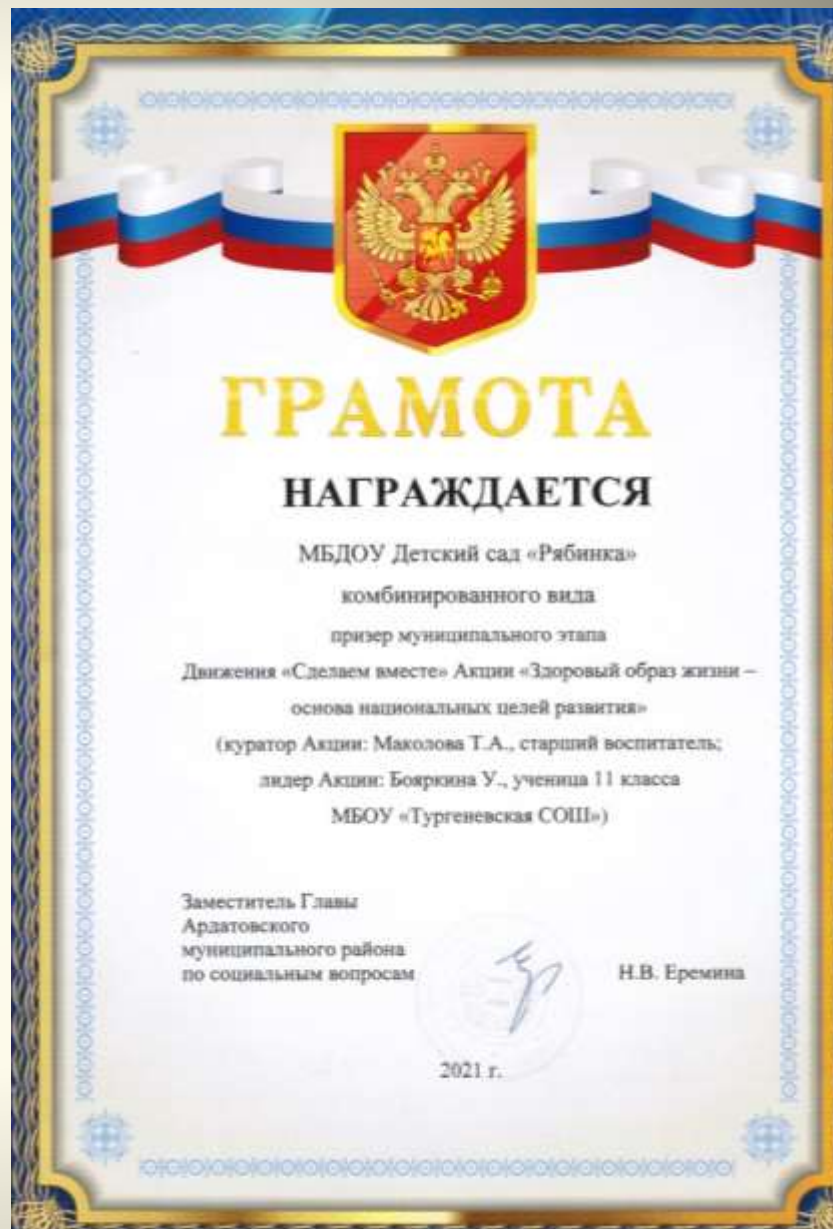 ГРАМОТА
НАГРАЖДАЕТСЯ
МБДОУ Детский сад «Рябинка»
комбинированного вида
призер муниципального этапа
Движения «Сделаем вместе» Акции «Здоровый образ жизни –
основа национальных целей развития»
(куратор Акции: Маколова Т.А., старший воспитатель;
лидер Акции: Бояркина У., ученица 11 класса
МБОУ «Тургеневская СОШ»)
Заместитель Главы
Ардатовского
муниципального района
по социальным вопросам
Н.В. Еремина
2021 г.